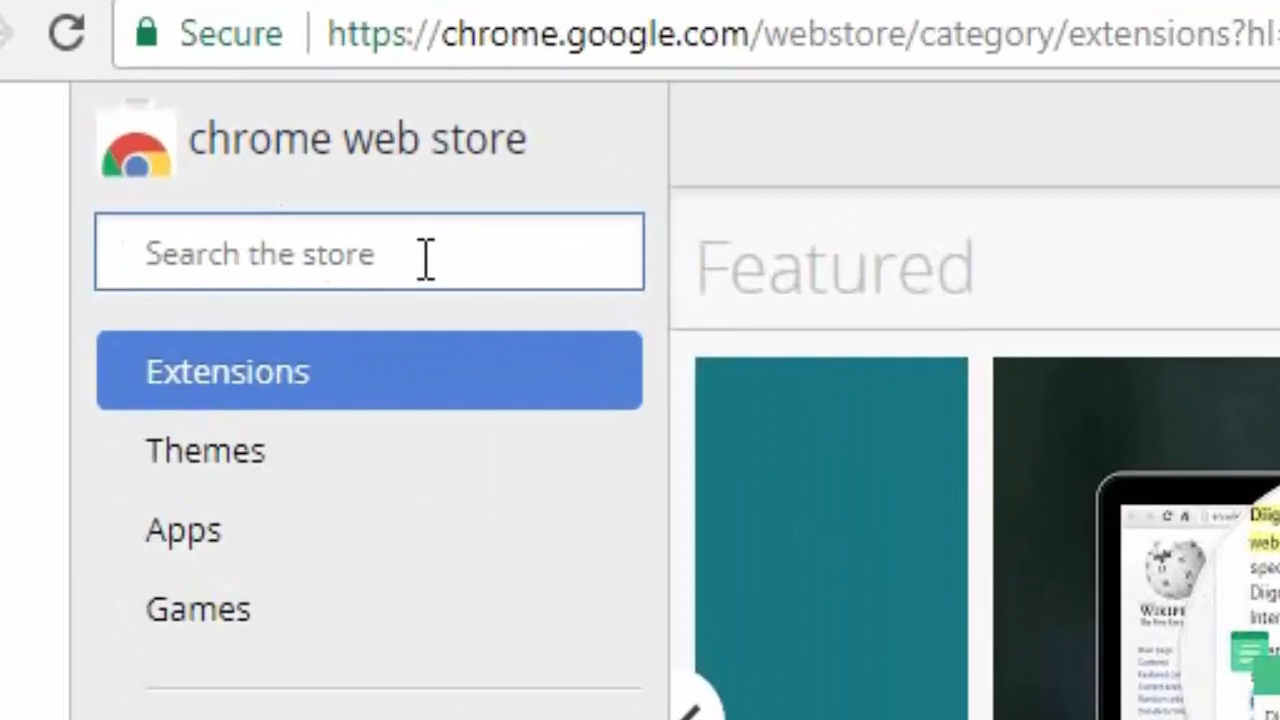 Secure https://chrome.google.com/webstore/category/extensions?hl=
chrome web store
Search the store
Featured
Extensions
Themes
Apps
Games